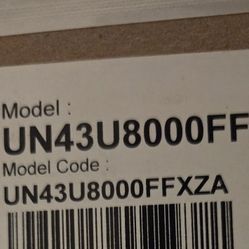 Model :
UN43U8000FF
Model Code :
UN43U8000FFXZA